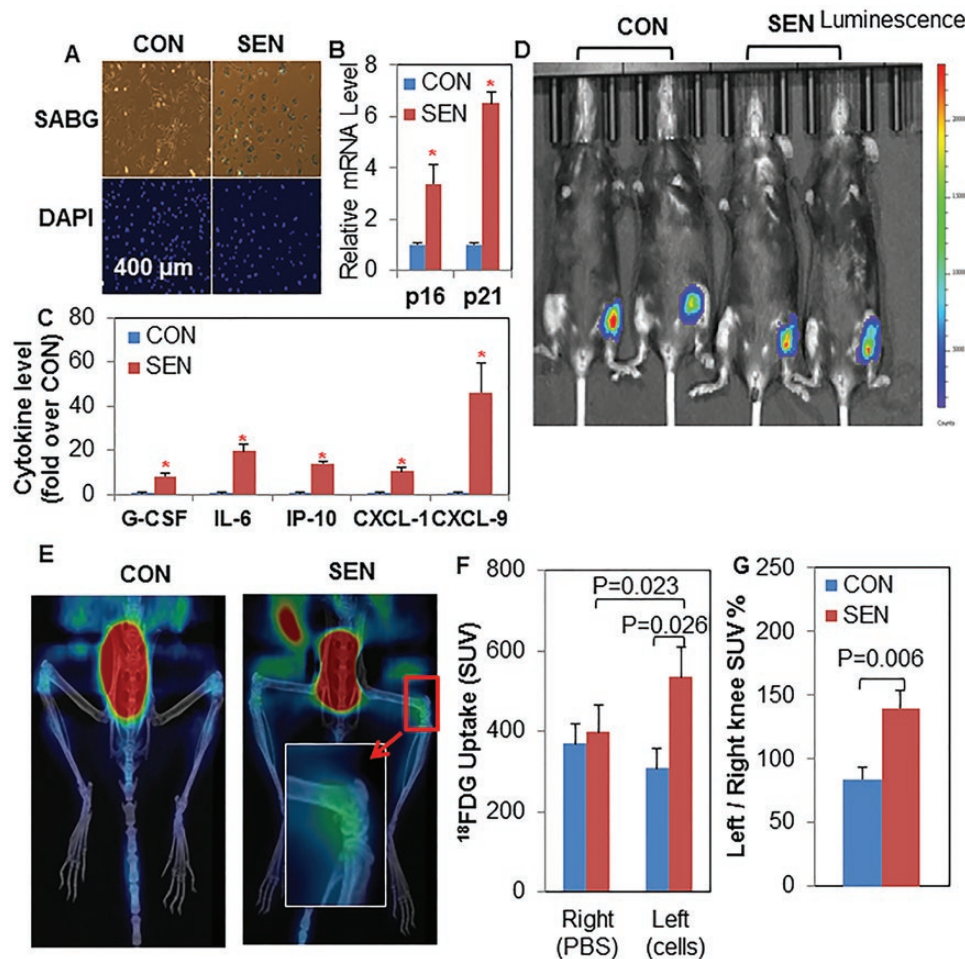 A
CON
SEN
SABG
DAPI
400 µm
B
Relative mRNA Level
8
6
4
2
0
CON
SEN
*
*
p16
p21
C
Cytokine level
(fold over CON)
80
60
40
20
0
CON
SEN
*
*
*
*
*
G-CSF
IL-6
IP-10
CXCL-1
CXCL-9
D
CON
SEN
Luminescence
Counts
E
CON
SEN
F
¹⁸FDG Uptake (SUV)
800
600
400
200
0
P=0.023
P=0.026
Right
(PBS)
Left
(cells)
G
Left / Right knee SUV %
250
200
150
100
50
0
CON
SEN
P=0.006